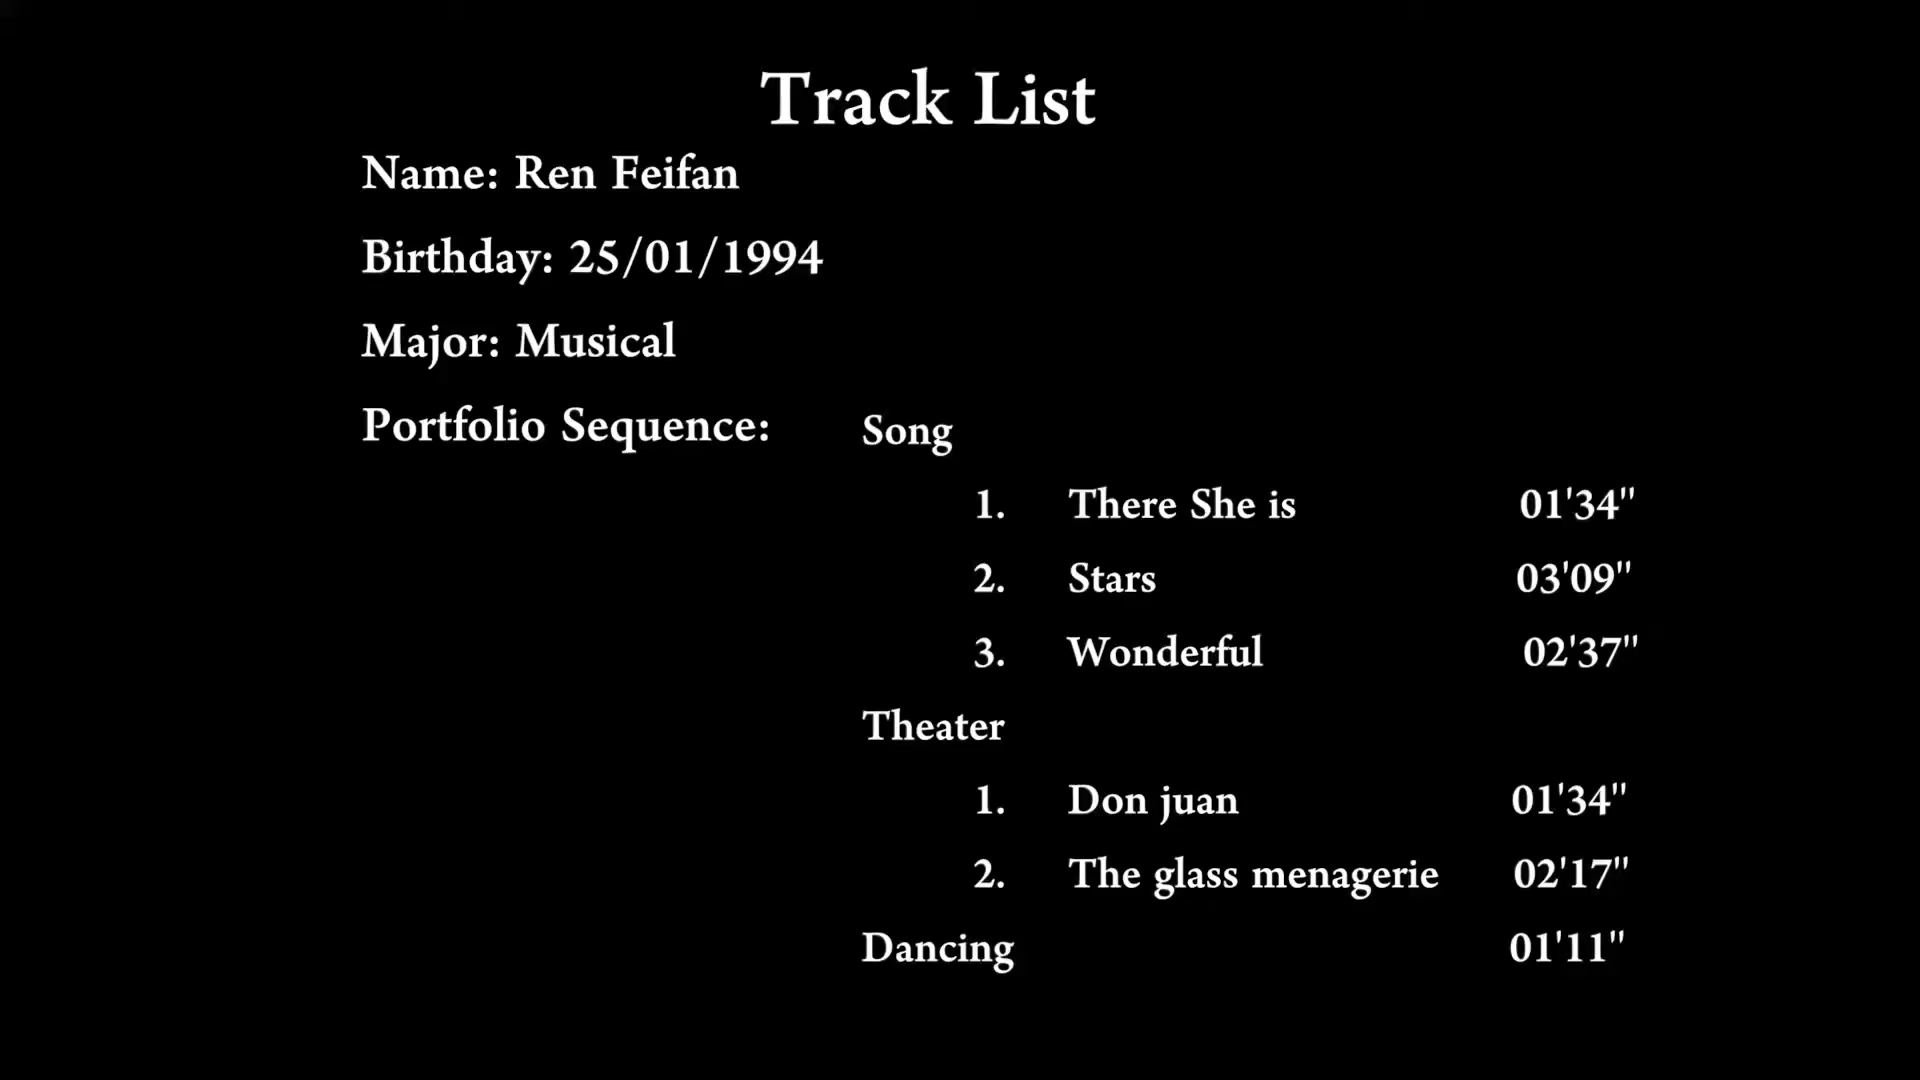 Track List
Name: Ren Feifan
Birthday: 25/01/1994
Major: Musical
Portfolio Sequence: Song
1. There She is 01'34"
2. Stars 03'09"
3. Wonderful 02'37"
Theater
1. Don juan 01'34"
2. The glass menagerie 02'17"
Dancing 01'11"